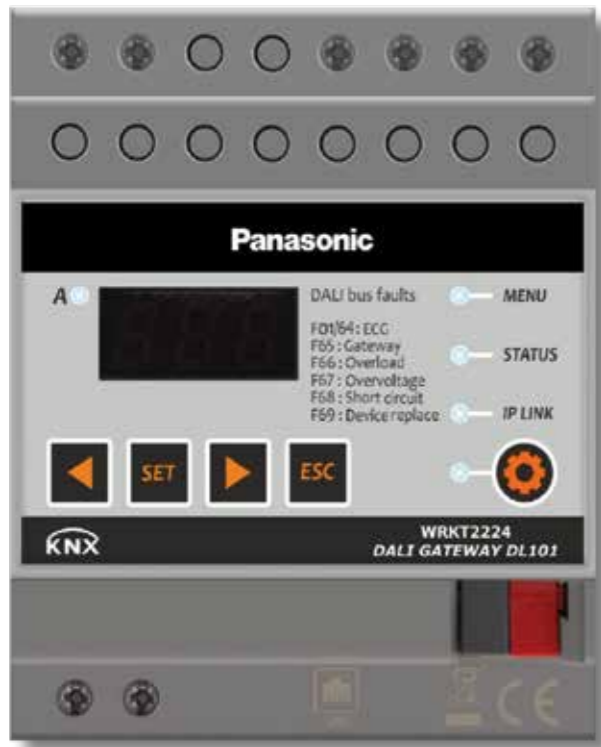 Panasonic
A
DALI bus faults
MENU
F01/64 : ECG
F65 : Gateway
F66 : Overload
F67 : Overvoltage
F68 : Short circuit
F69 : Device replace
STATUS
IP LINK
SET
ESC
KNX
WRKT2224
DALI GATEWAY DL101
CE